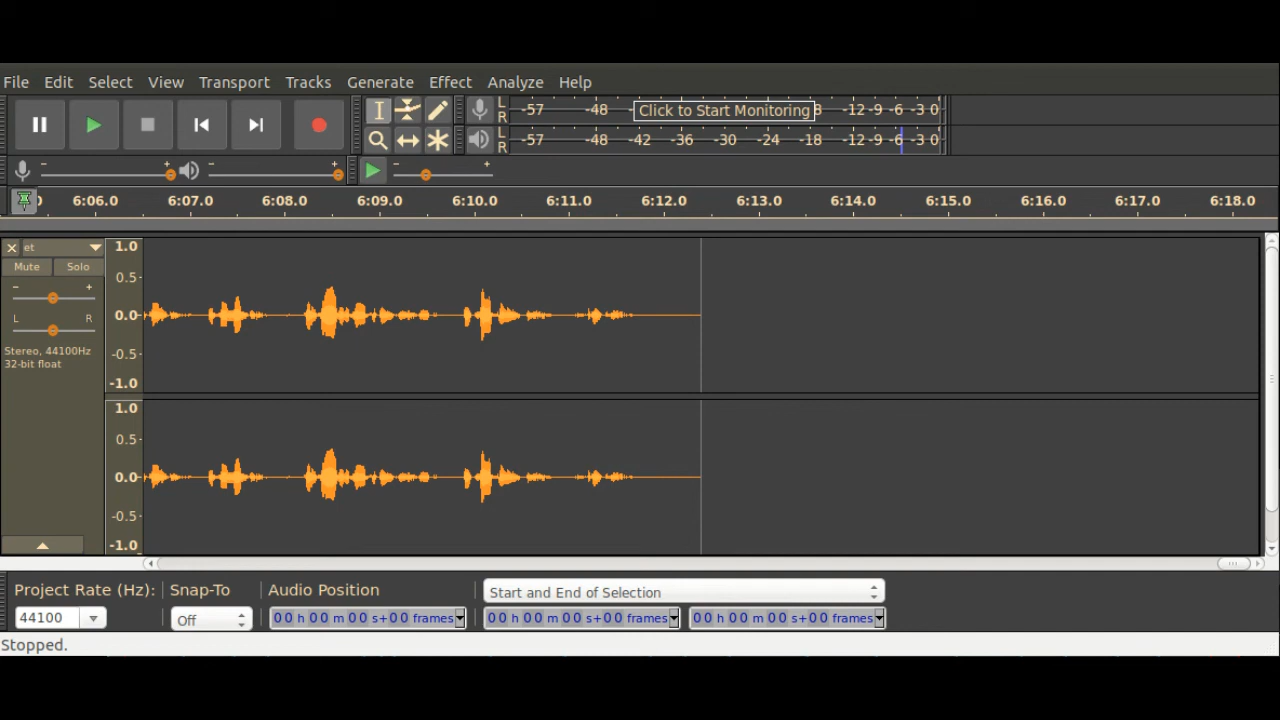 File Edit Select View Transport Tracks Generate Effect Analyze Help
L R -57 -48 Click to Start Monitoring 8 -12 -9 -6 -3 0
L R -57 -48 -42 -36 -30 -24 -18 -12 -9 -6 -3 0
- + - + - +
6:06.0 6:07.0 6:08.0 6:09.0 6:10.0 6:11.0 6:12.0 6:13.0 6:14.0 6:15.0 6:16.0 6:17.0 6:18.0
et
Mute Solo
- +
L R
Stereo, 44100Hz
32-bit float
1.0
0.5
0.0
-0.5
-1.0
1.0
0.5
0.0
-0.5
-1.0
Project Rate (Hz): Snap-To Audio Position Start and End of Selection
44100 Off 00 h 00 m 00 s+00 frames 00 h 00 m 00 s+00 frames 00 h 00 m 00 s+00 frames
Stopped.